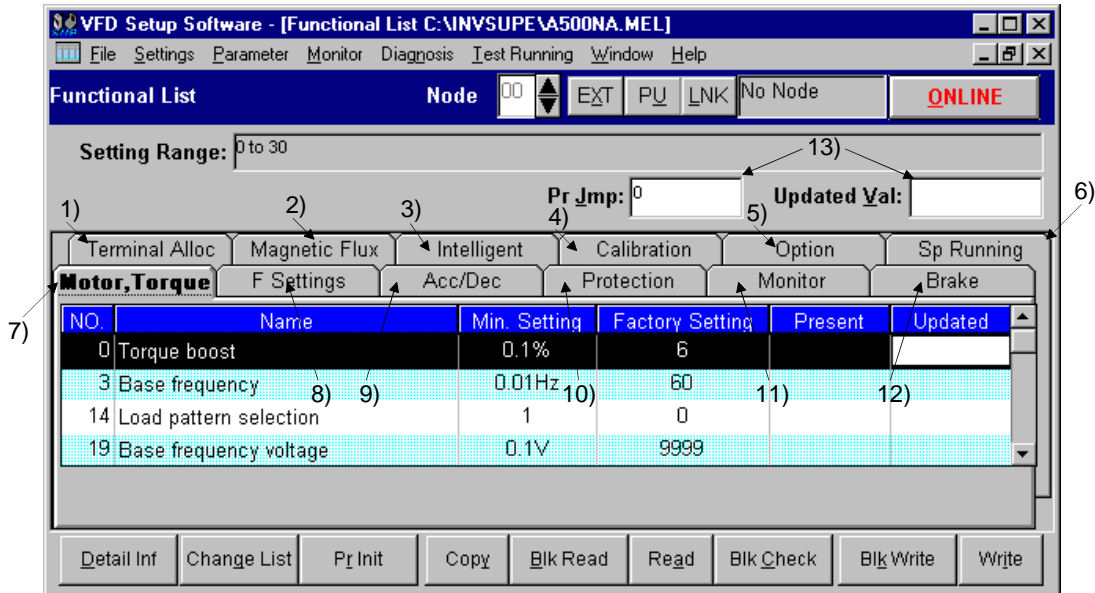 VFD Setup Software - [Functional List C:\INVSUPE\A500NA.MEL]
File Settings Parameter Monitor Diagnosis Test Running Window Help
Functional List Node 00 EXT PU LNK No Node ONLINE
Setting Range: 0 to 30
13)
Pr Jmp: 0 Updated Val:
1) 2) 3) 4) 5) 6)
Terminal Alloc Magnetic Flux Intelligent Calibration Option Sp Running
Motor,Torque F Settings Acc/Dec Protection Monitor Brake
7)
NO. Name Min. Setting Factory Setting Present Updated
0 Torque boost 0.1% 6
3 Base frequency 0.01Hz 60
8) 9) 10) 11) 12)
14 Load pattern selection 1 0
19 Base frequency voltage 0.1V 9999
Detail Inf Change List Pr Init Copy Blk Read Read Blk Check Blk Write Write